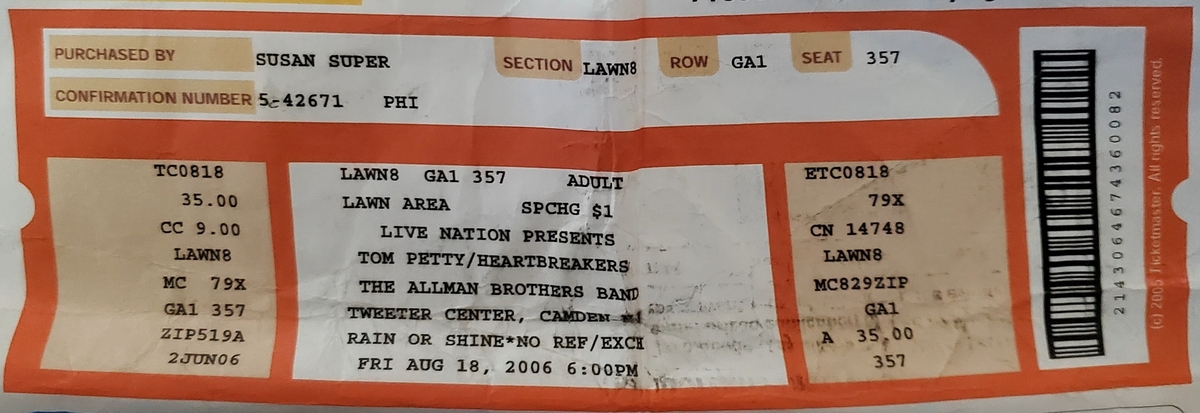 PURCHASED BY SUSAN SUPER SECTION LAWN8 ROW GA1 SEAT 357
CONFIRMATION NUMBER 5-42671 PHI
TC0818
35.00
CC 9.00
LAWN8
MC 79X
GA1 357
ZIP519A
2JUN06
LAWN8 GA1 357 ADULT
LAWN AREA SPCHG $1
LIVE NATION PRESENTS
TOM PETTY/HEARTBREAKERS
THE ALLMAN BROTHERS BAND
TWEETER CENTER, CAMDEN
RAIN OR SHINE*NO REF/EXCH
FRI AUG 18, 2006 6:00PM
ETC0818
79X
CN 14748
LAWN8
MC829ZIP
GA1
A 35.00
357
2143064674360082
(c) 2005 Ticketmaster. All rights reserved.